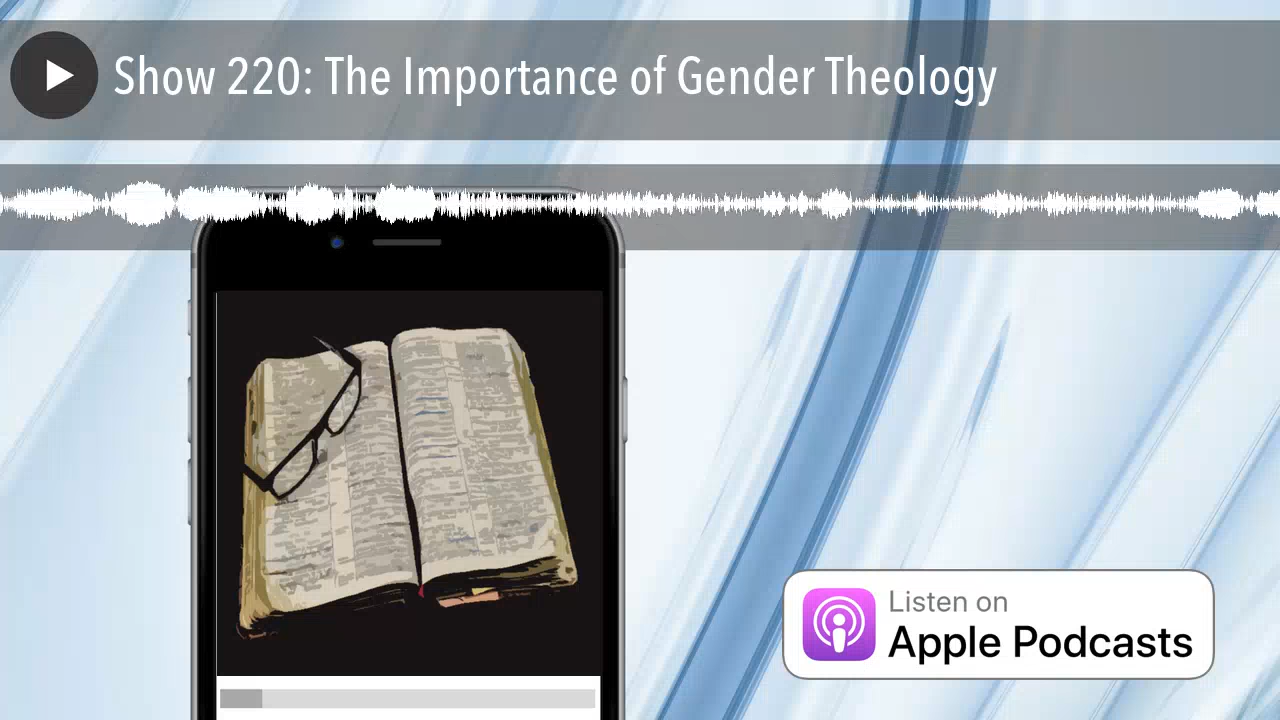 Show 220: The Importance of Gender Theology
Listen on
Apple Podcasts